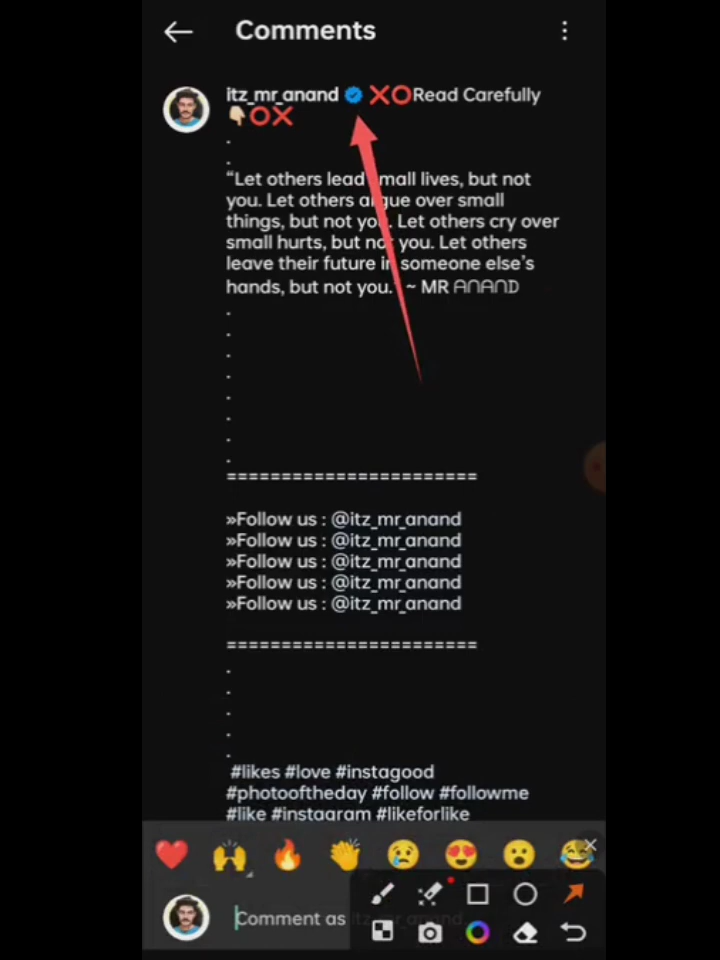 Comments
itz_mr_anand ❌⭕Read Carefully
👇🏻⭕❌
.
.
“Let others lead small lives, but not
you. Let others argue over small
things, but not you. Let others cry over
small hurts, but not you. Let others
leave their future in someone else’s
hands, but not you.” ~ MR ᗩᑎᗩᑎᗪ
.
.
.
.
.
.
.
.
=======================
»Follow us : @itz_mr_anand
»Follow us : @itz_mr_anand
»Follow us : @itz_mr_anand
»Follow us : @itz_mr_anand
»Follow us : @itz_mr_anand
=======================
.
.
.
.
.
#likes #love #instagood
#photooftheday #follow #followme
#like #instagram #likeforlike
Comment as itz_mr_anand...